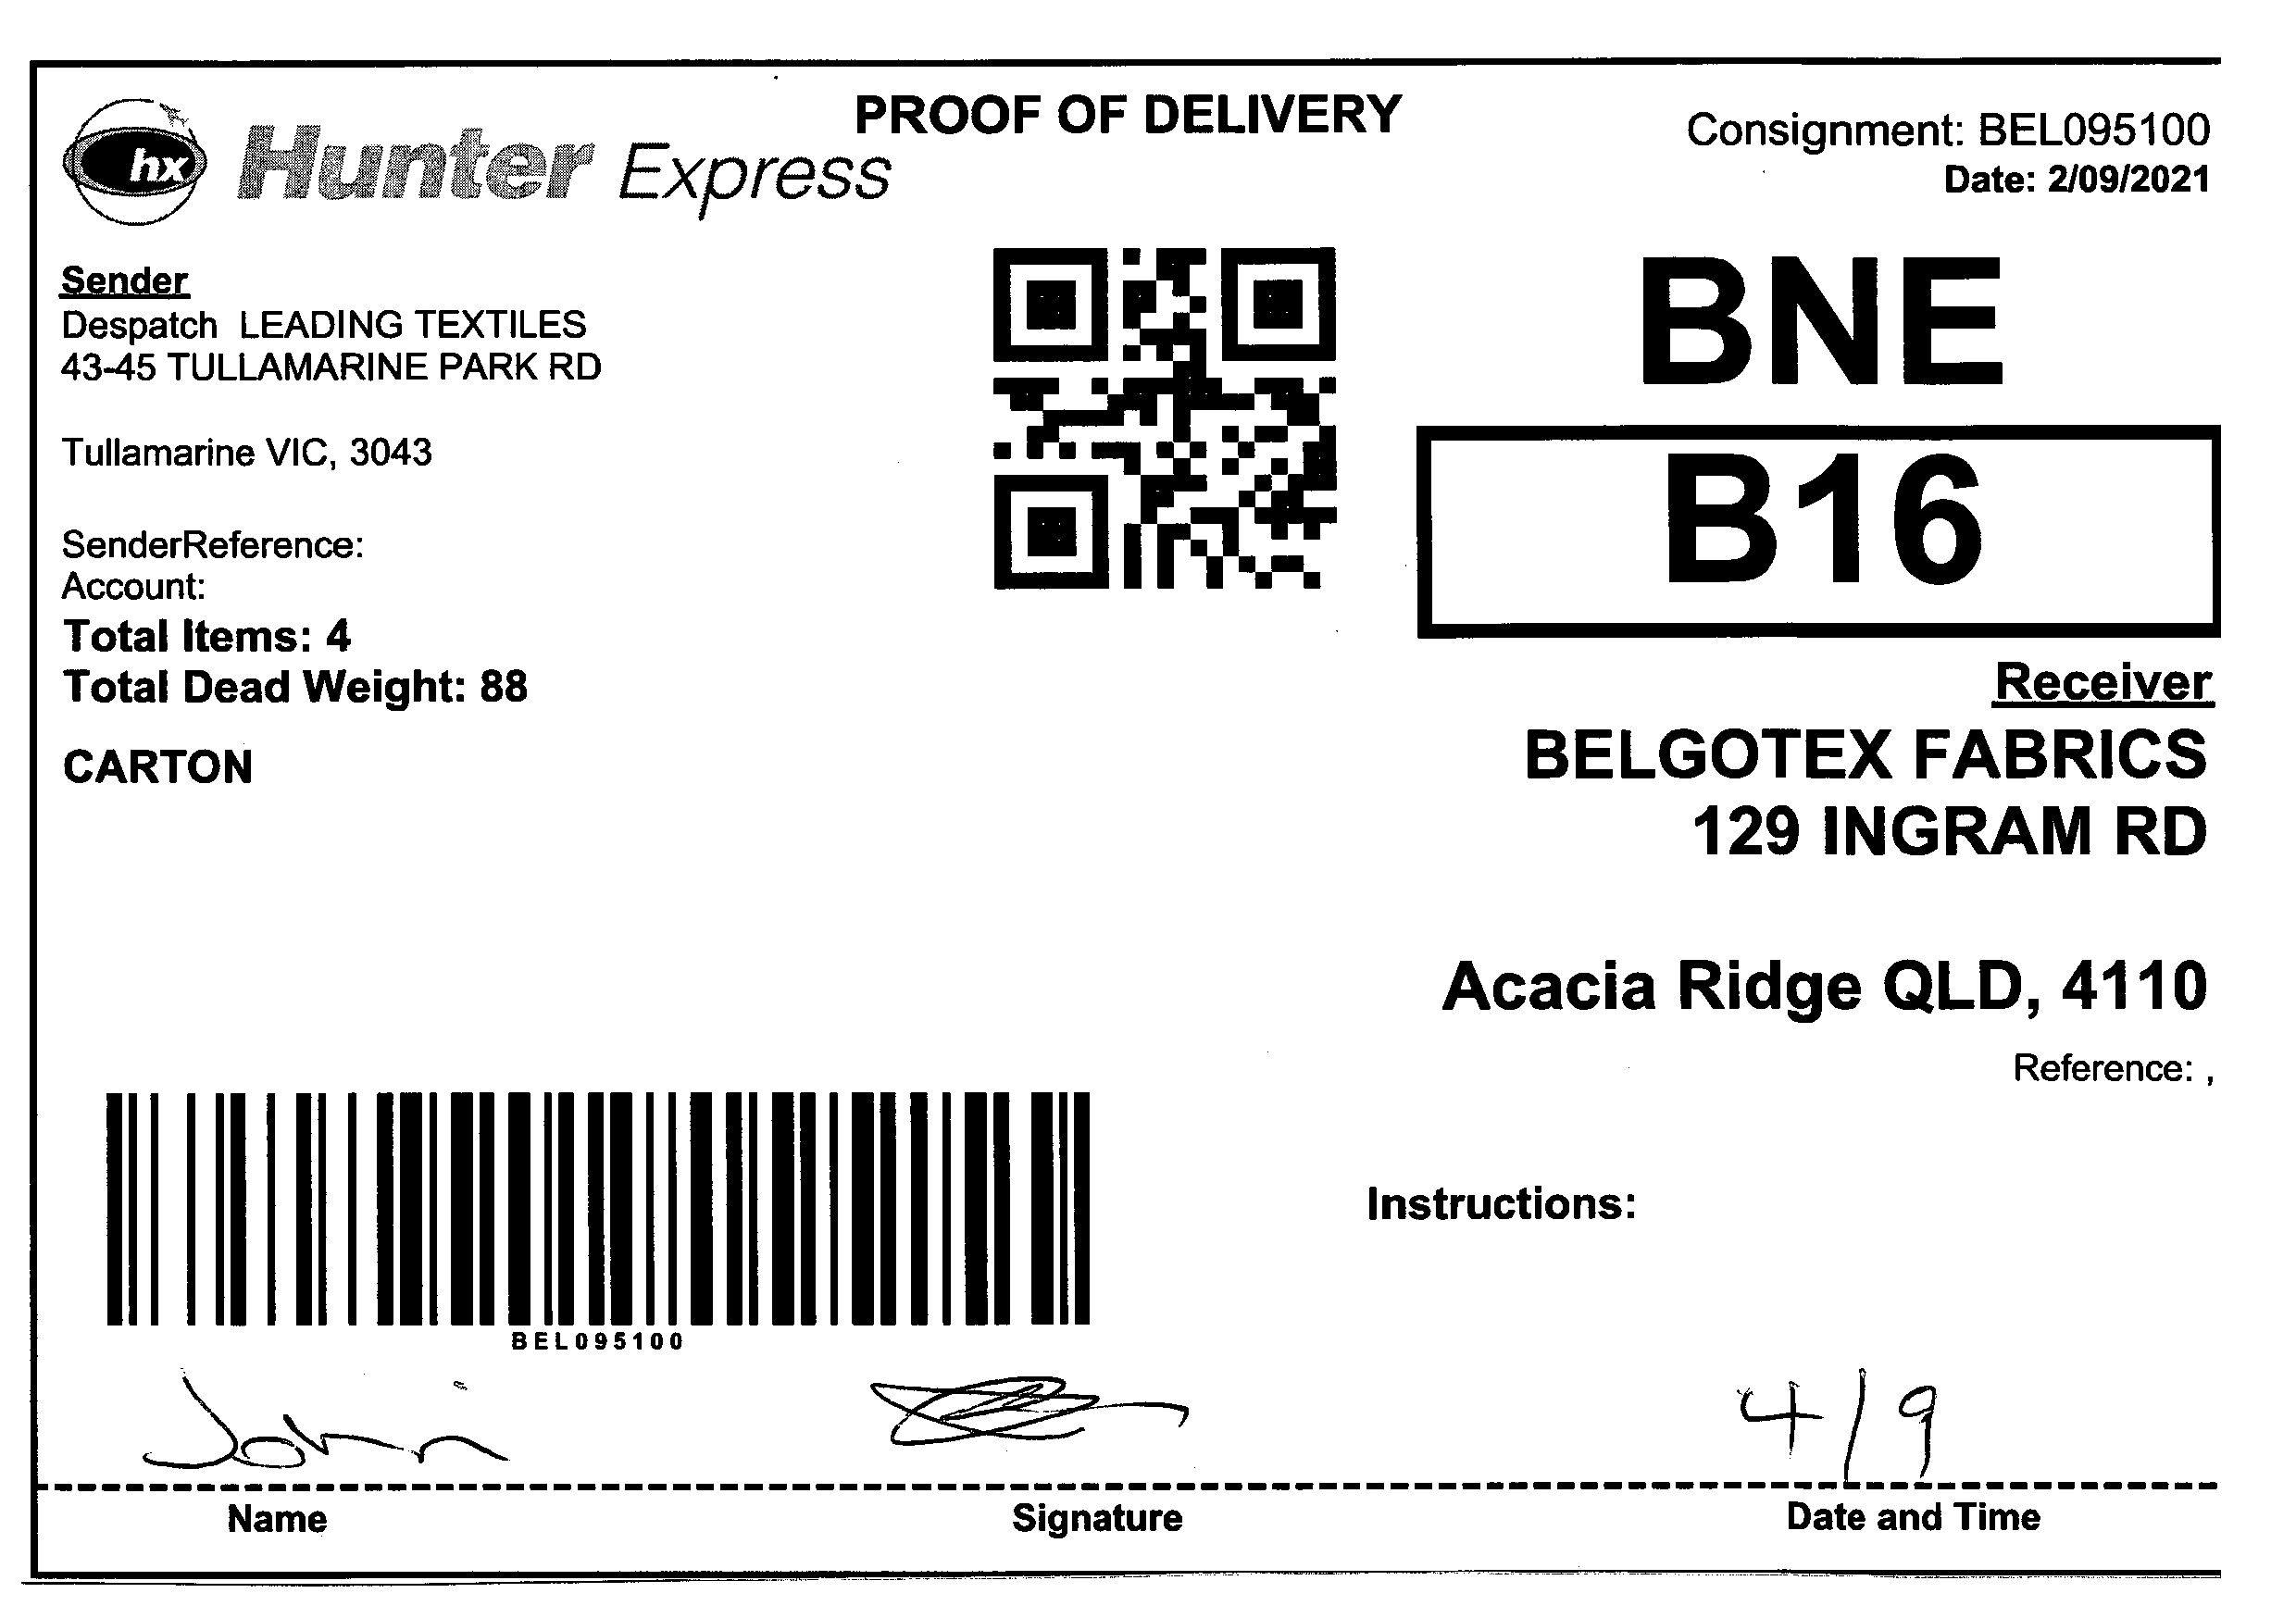 PROOF OF DELIVERY
hx Hunter Express
Consignment: BEL095100
Date: 2/09/2021
Sender
Despatch LEADING TEXTILES
43-45 TULLAMARINE PARK RD
Tullamarine VIC, 3043
SenderReference:
Account:
Total Items: 4
Total Dead Weight: 88
CARTON
BNE
B16
Receiver
BELGOTEX FABRICS
129 INGRAM RD
Acacia Ridge QLD, 4110
Reference: ,
Instructions:
BEL095100
4/9
Name
Signature
Date and Time